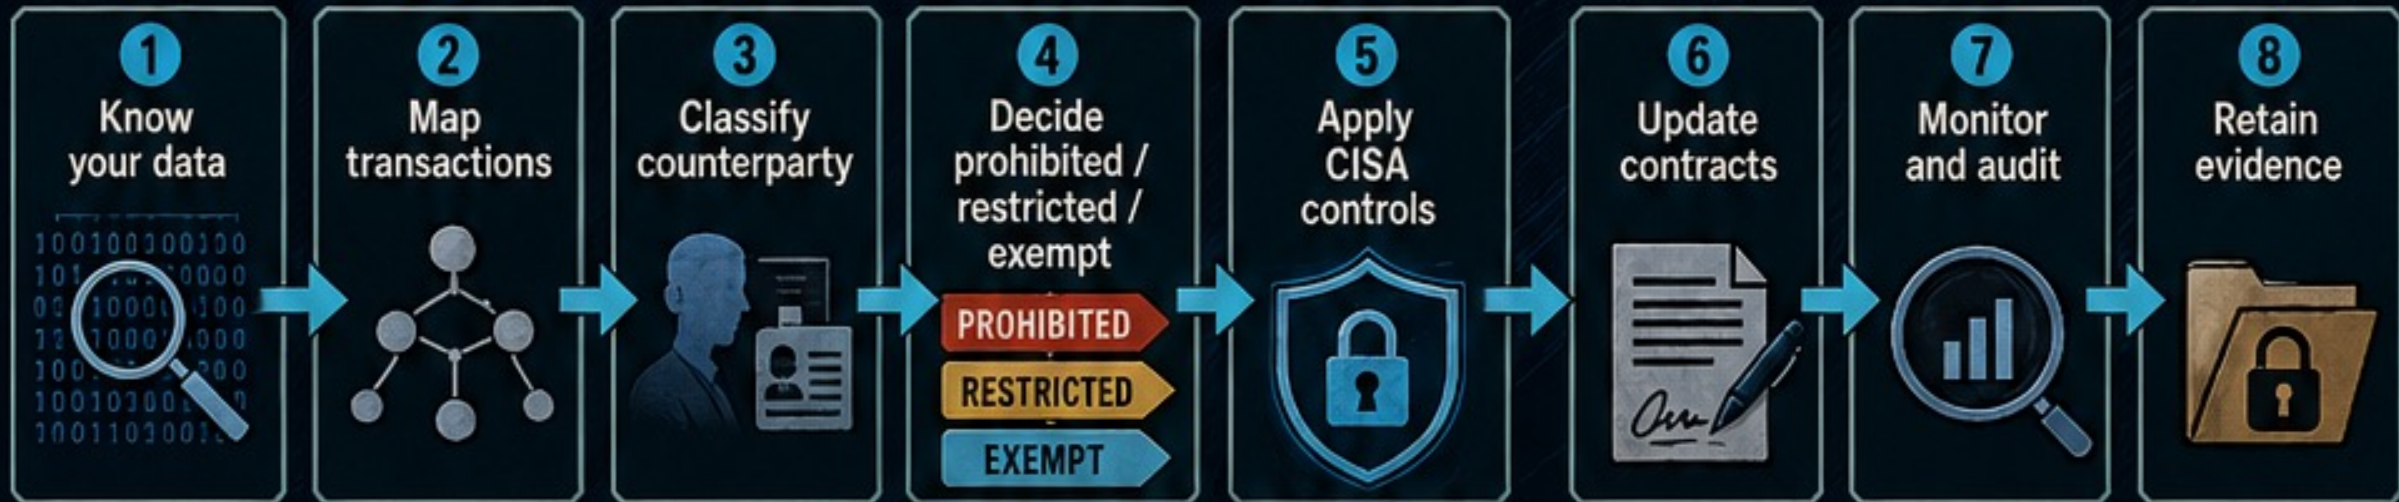 1
Know
your data
2
Map
transactions
3
Classify
counterparty
4
Decide
prohibited /
restricted /
exempt
PROHIBITED
RESTRICTED
EXEMPT
5
Apply
CISA
controls
6
Update
contracts
7
Monitor
and audit
8
Retain
evidence